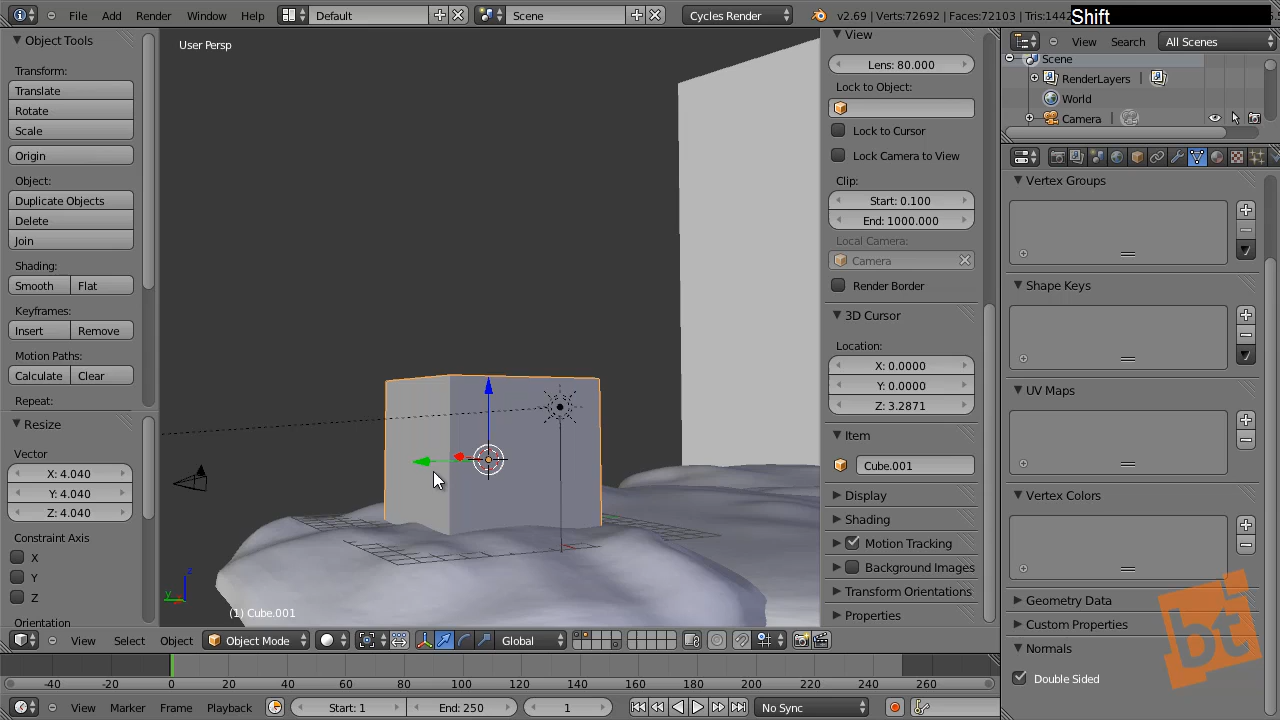 File Add Render Window Help Default Scene Cycles Render v2.69 | Verts:72692 | Faces:72103 | Tris:1442
Shift
Object Tools
Transform:
Translate
Rotate
Scale
Origin
Object:
Duplicate Objects
Delete
Join
Shading:
Smooth Flat
Keyframes:
Insert Remove
Motion Paths:
Calculate Clear
Repeat:
Resize
Vector
X: 4.040
Y: 4.040
Z: 4.040
Constraint Axis
X
Y
Z
Orientation
User Persp
(1) Cube.001
z
y
View
Lens: 80.000
Lock to Object:
Lock to Cursor
Lock Camera to View
Clip:
Start: 0.100
End: 1000.000
Local Camera:
Camera
Render Border
3D Cursor
Location:
X: 0.0000
Y: 0.0000
Z: 3.2871
Item
Cube.001
Display
Shading
Motion Tracking
Background Images
Transform Orientations
Properties
View Search All Scenes
Scene
RenderLayers
World
Camera
Vertex Groups
Shape Keys
UV Maps
Vertex Colors
Geometry Data
Custom Properties
Normals
Double Sided
bt
View Select Object Object Mode Global
-40 -20 0 20 40 60 80 100 120 140 160 180 200 220 240 260
View Marker Frame Playback Start: 1 End: 250 1 No Sync